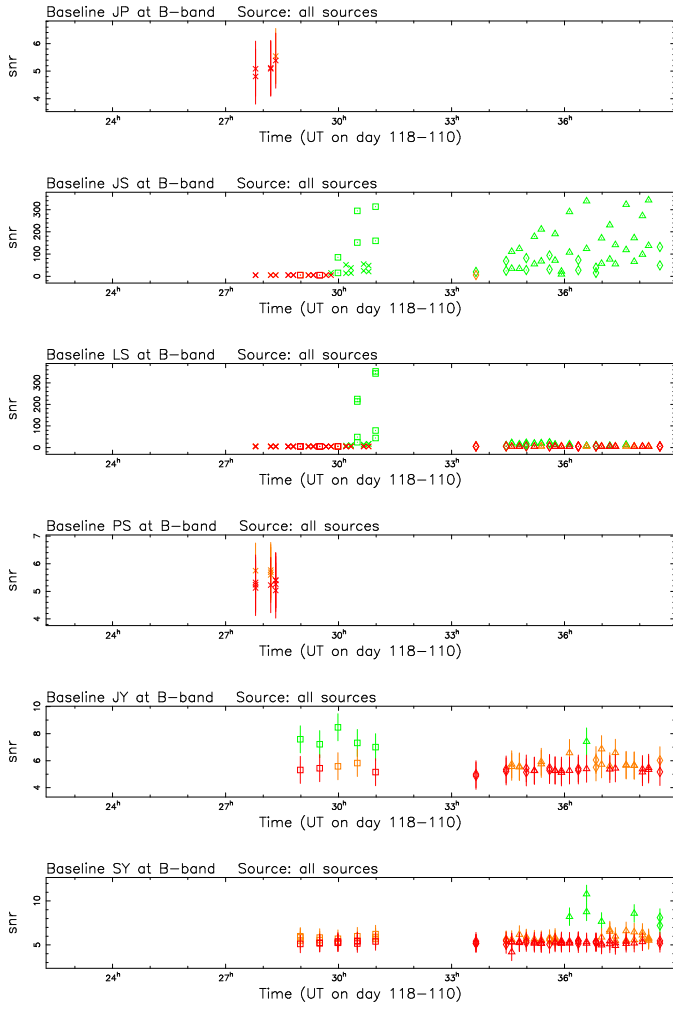 Baseline JP at B-band Source: all sources
snr
4 5 6
24h 27h 30h 33h 36h
Time (UT on day 118-110)
Baseline JS at B-band Source: all sources
snr
0 100 200 300
24h 27h 30h 33h 36h
Time (UT on day 118-110)
Baseline LS at B-band Source: all sources
snr
0 100 200 300
24h 27h 30h 33h 36h
Time (UT on day 118-110)
Baseline PS at B-band Source: all sources
snr
4 5 6 7
24h 27h 30h 33h 36h
Time (UT on day 118-110)
Baseline JY at B-band Source: all sources
snr
4 6 8 10
24h 27h 30h 33h 36h
Time (UT on day 118-110)
Baseline SY at B-band Source: all sources
snr
5 10
24h 27h 30h 33h 36h
Time (UT on day 118-110)